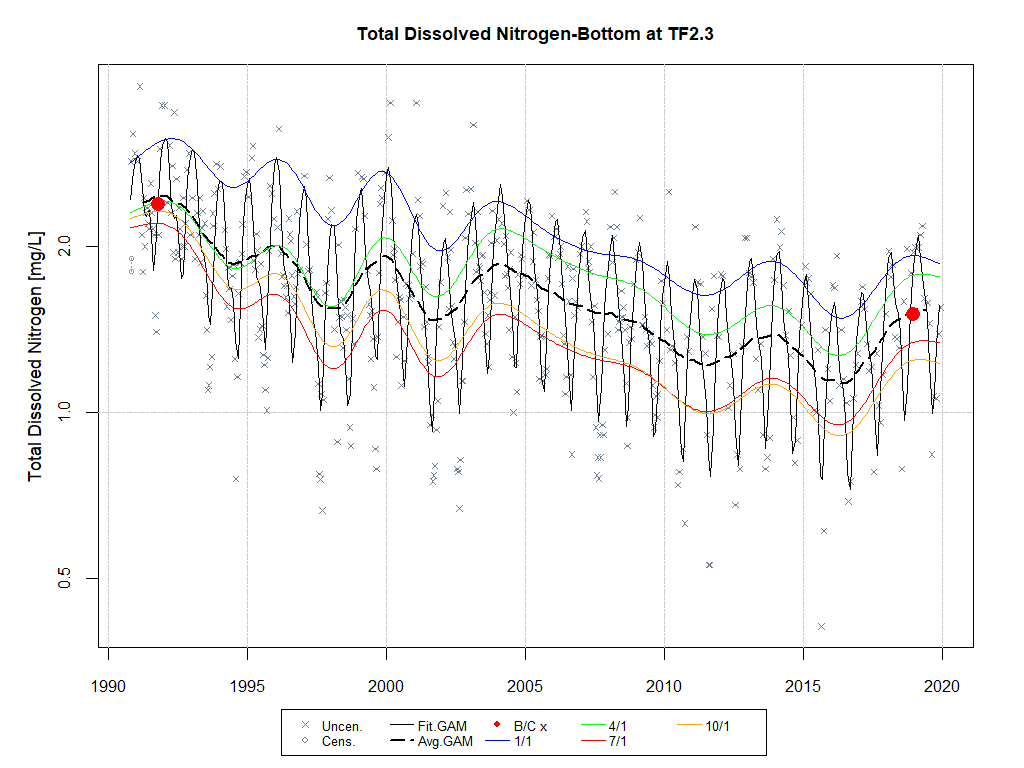 Total Dissolved Nitrogen-Bottom at TF2.3
Total Dissolved Nitrogen [mg/L]
2.0
1.0
0.5
1990 1995 2000 2005 2010 2015 2020
Uncen. Fit.GAM B/C x 4/1 10/1
Cens. Avg.GAM 1/1 7/1